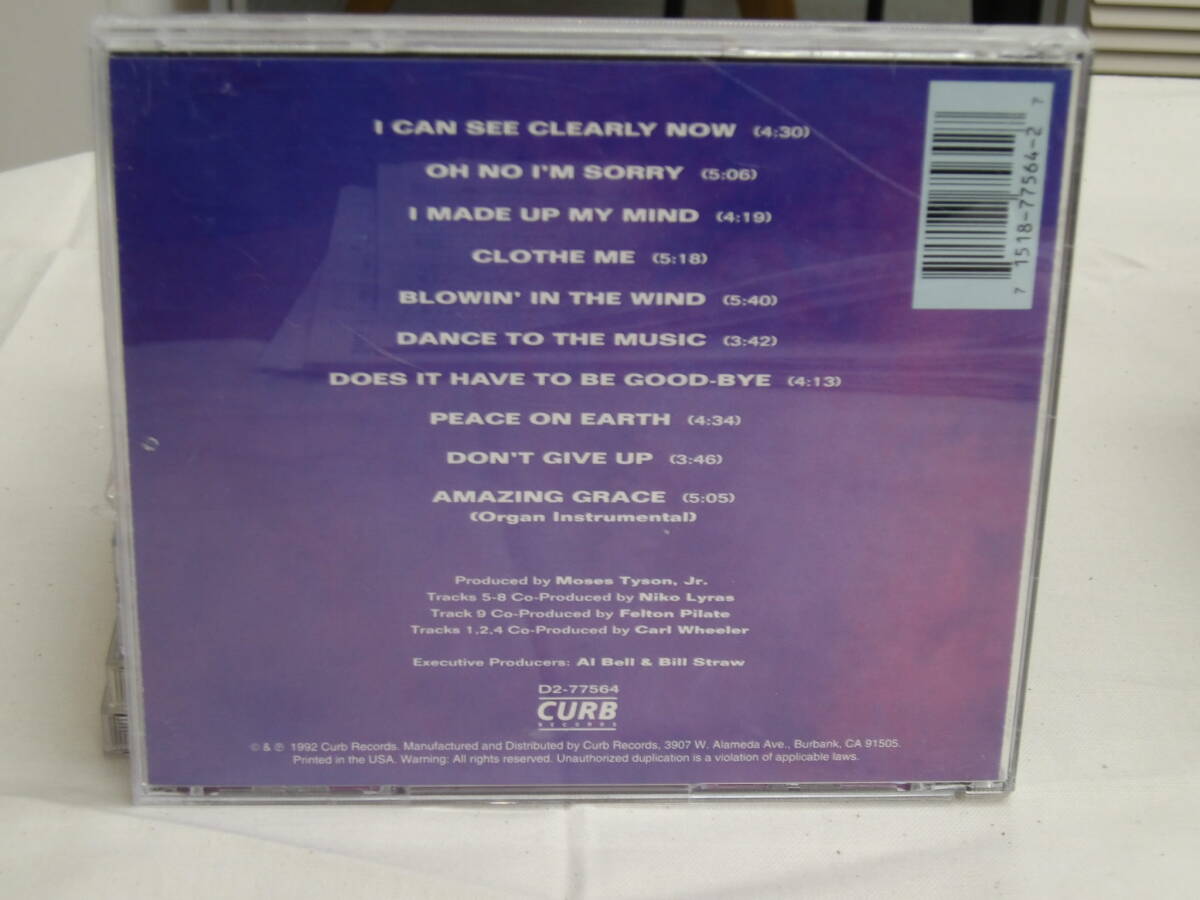 I CAN SEE CLEARLY NOW (4:30)
OH NO I'M SORRY (5:06)
I MADE UP MY MIND (4:19)
CLOTHE ME (5:18)
BLOWIN' IN THE WIND (5:40)
DANCE TO THE MUSIC (3:42)
DOES IT HAVE TO BE GOOD-BYE (4:13)
PEACE ON EARTH (4:34)
DON'T GIVE UP (3:46)
AMAZING GRACE (5:05)
(Organ Instrumental)
Produced by Moses Tyson, Jr.
Tracks 5-8 Co-Produced by Niko Lyras
Track 9 Co-Produced by Felton Pilate
Tracks 1,2,4 Co-Produced by Carl Wheeler
Executive Producers: Al Bell & Bill Straw
D2-77564
CURB
RECORDS
© & ℗ 1992 Curb Records. Manufactured and Distributed by Curb Records, 3907 W. Alameda Ave., Burbank, CA 91505.
Printed in the USA. Warning: All rights reserved. Unauthorized duplication is a violation of applicable laws.
7 1518-77564-2 7